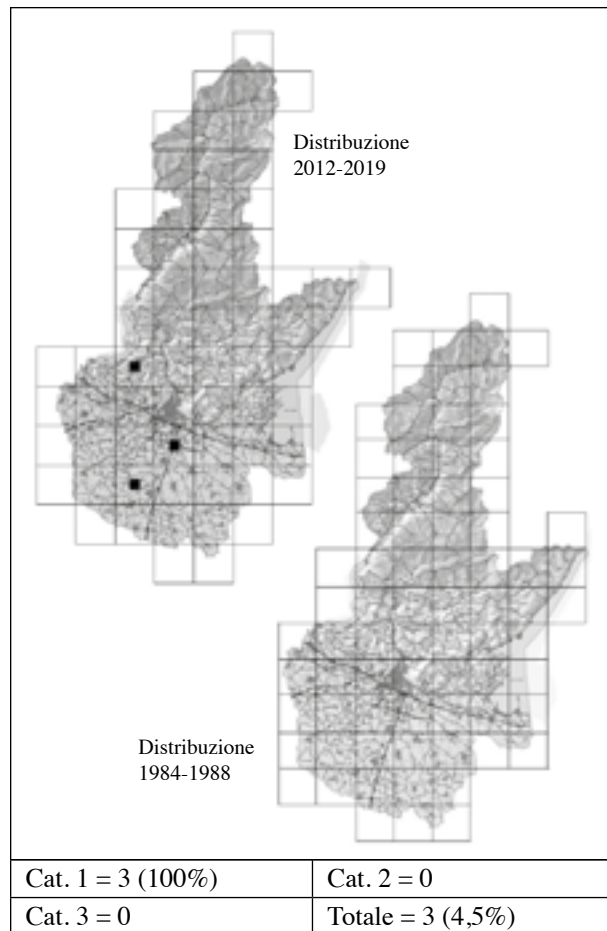 Distribuzione
2012-2019
Distribuzione
1984-1988
Cat. 1 = 3 (100%)
Cat. 2 = 0
Cat. 3 = 0
Totale = 3 (4,5%)